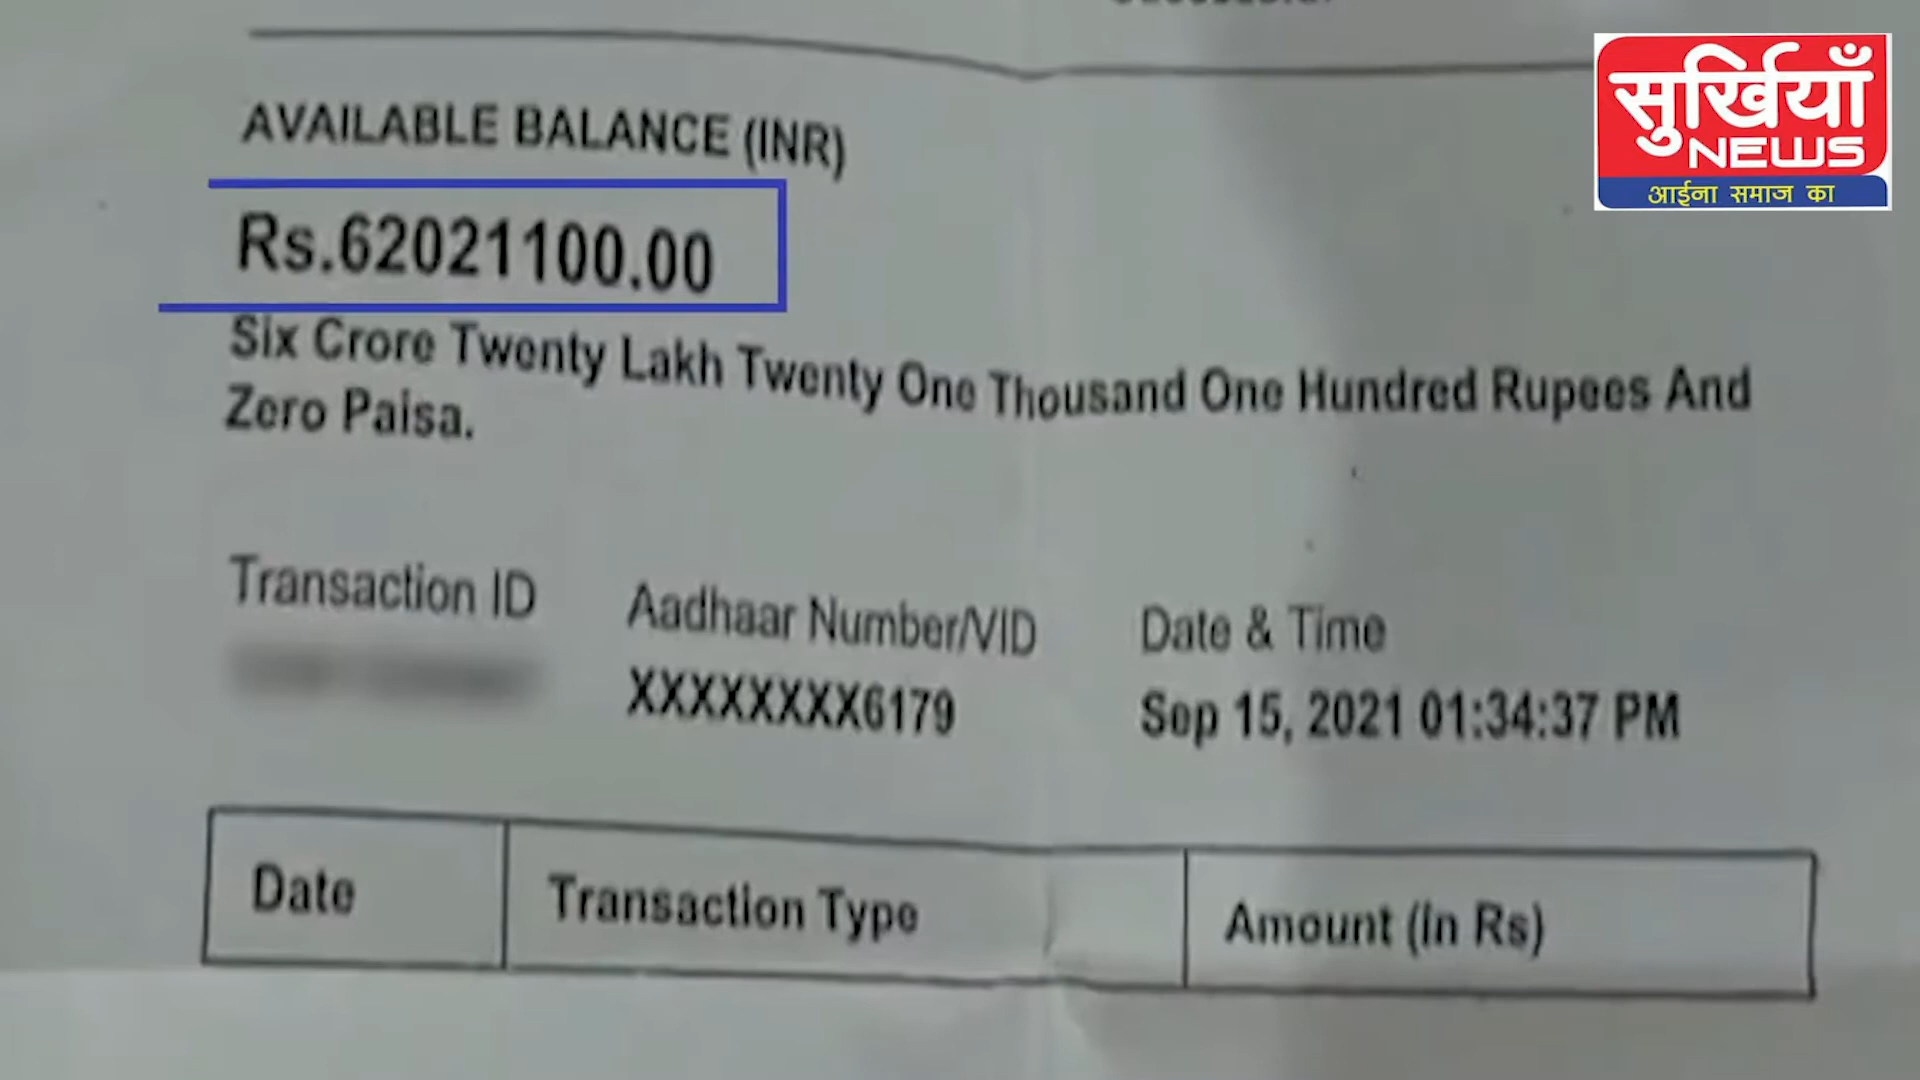 सुर्खियाँ
NEWS
आईना समाज का
AVAILABLE BALANCE (INR)
Rs.62021100.00
Six Crore Twenty Lakh Twenty One Thousand One Hundred Rupees And
Zero Paisa.
Transaction ID Aadhaar Number/VID Date & Time
XXXXXXXX6179 Sep 15, 2021 01:34:37 PM
Date Transaction Type Amount (in Rs)